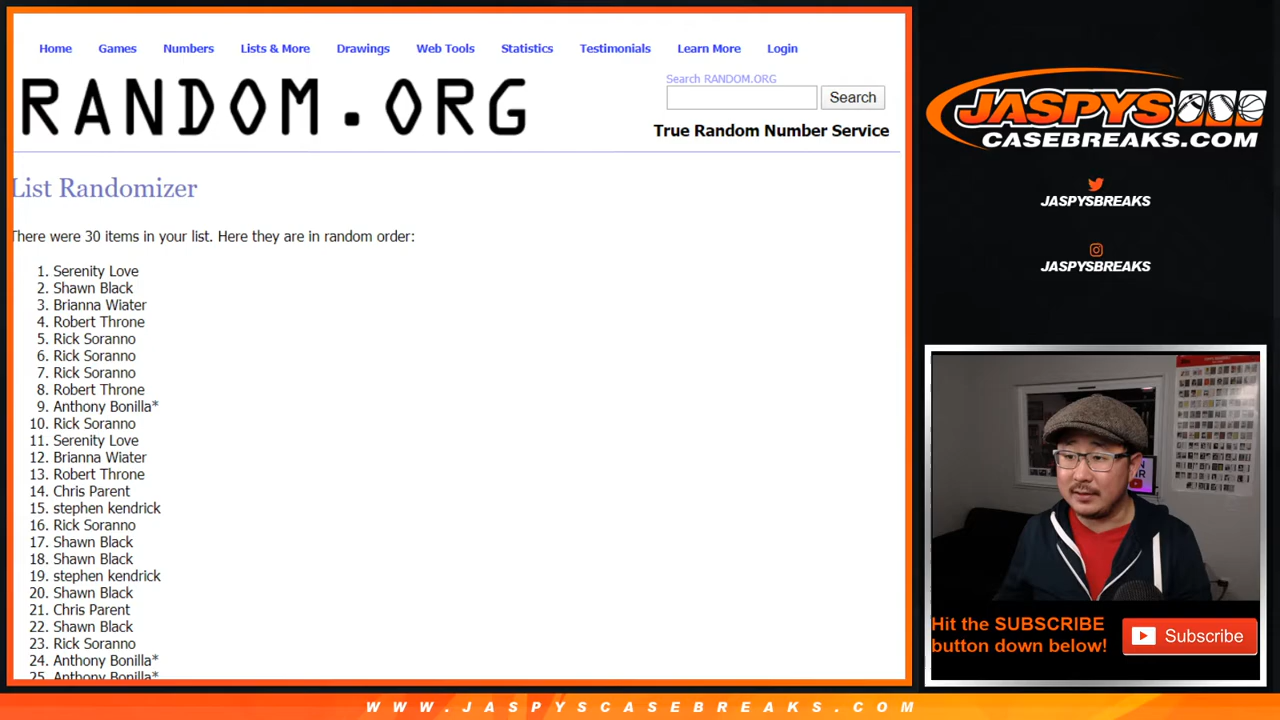 Home Games Numbers Lists & More Drawings Web Tools Statistics Testimonials Learn More Login
RANDOM.ORG
Search RANDOM.ORG
Search
True Random Number Service
List Randomizer
There were 30 items in your list. Here they are in random order:
1. Serenity Love
2. Shawn Black
3. Brianna Wiater
4. Robert Throne
5. Rick Soranno
6. Rick Soranno
7. Rick Soranno
8. Robert Throne
9. Anthony Bonilla*
10. Rick Soranno
11. Serenity Love
12. Brianna Wiater
13. Robert Throne
14. Chris Parent
15. stephen kendrick
16. Rick Soranno
17. Shawn Black
18. Shawn Black
19. stephen kendrick
20. Shawn Black
21. Chris Parent
22. Shawn Black
23. Rick Soranno
24. Anthony Bonilla*
25. Anthony Bonilla*
JASPYS
CASEBREAKS.COM
JASPYSBREAKS
JASPYSBREAKS
Hit the SUBSCRIBE
button down below!
Subscribe
WWW.JASPYSCASEBREAKS.COM